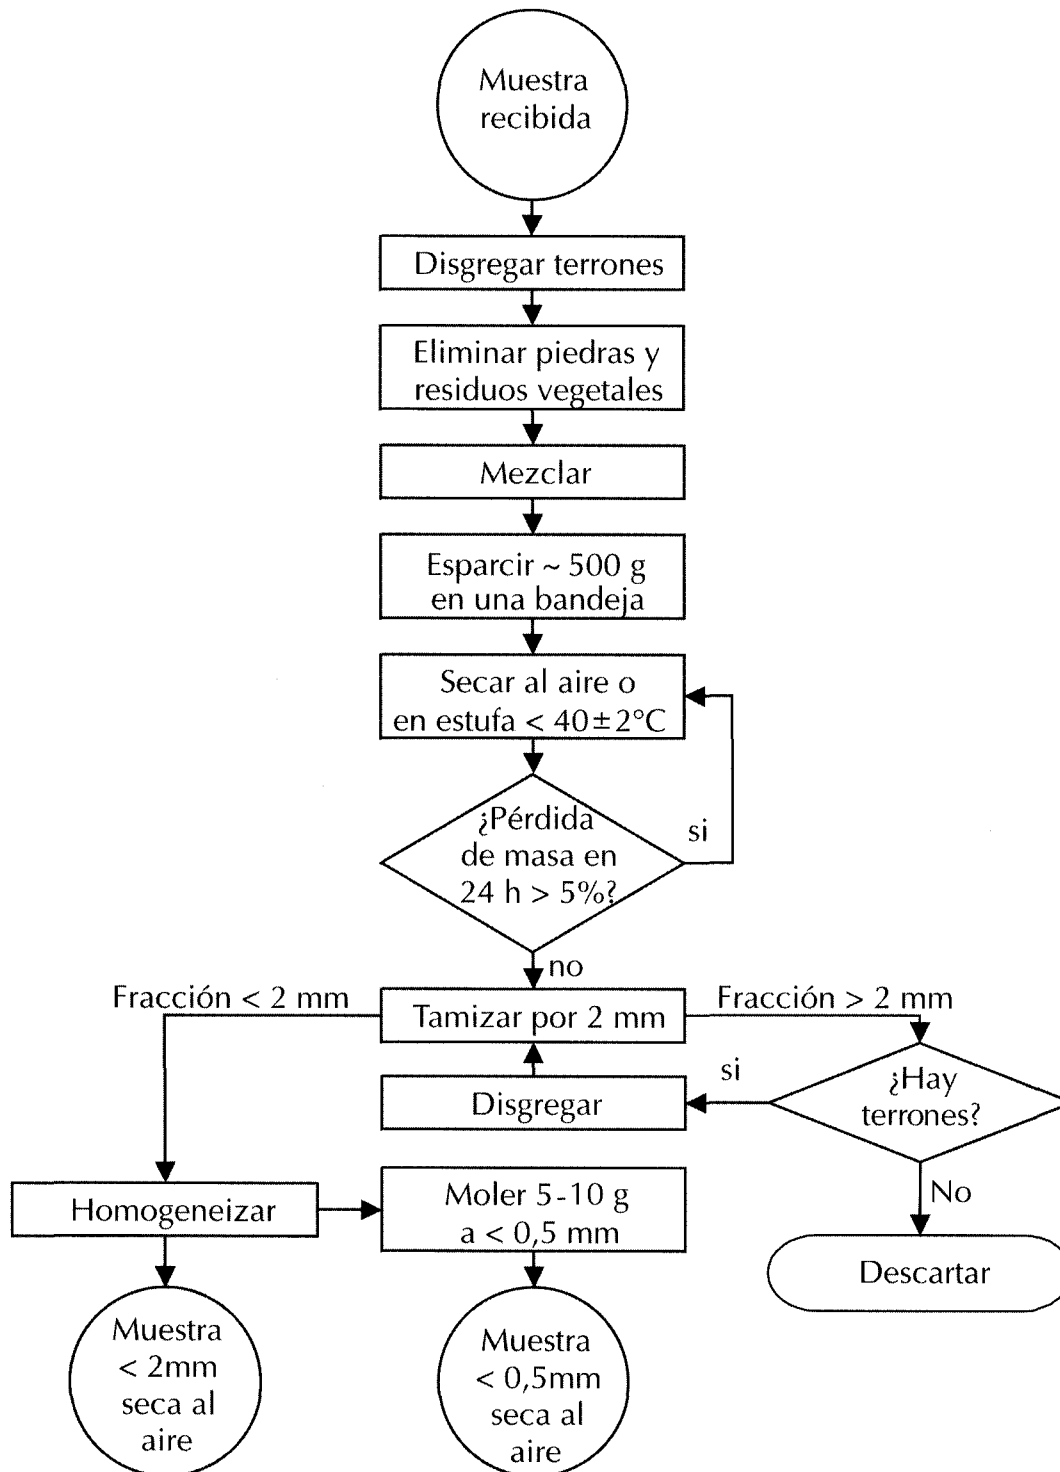 Muestra
recibida
Disgregar terrones
Eliminar piedras y
residuos vegetales
Mezclar
Esparcir ~ 500 g
en una bandeja
Secar al aire o
en estufa < 40±2°C
¿Pérdida
de masa en
24 h > 5%?
si
no
Fracción < 2 mm
Tamizar por 2 mm
Fracción > 2 mm
¿Hay
terrones?
si
Disgregar
No
Descartar
Homogeneizar
Moler 5-10 g
a < 0,5 mm
Muestra
< 2mm
seca al
aire
Muestra
< 0,5mm
seca al
aire